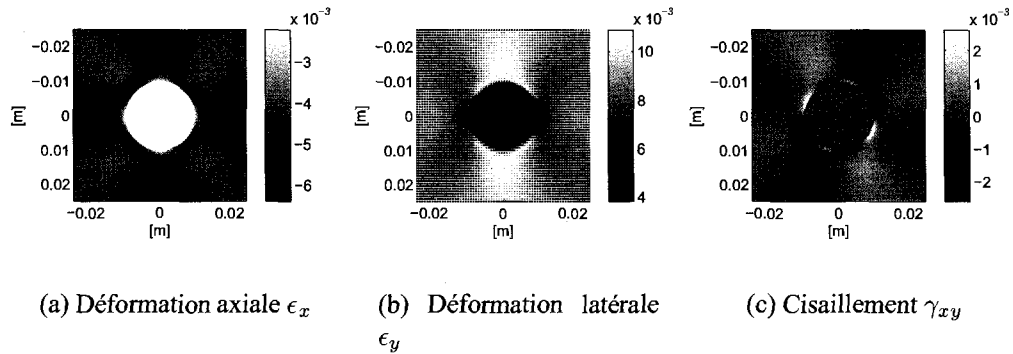 x 10⁻³
x 10⁻³
x 10⁻³
−0.02
−0.01
0
0.01
0.02
[m]
−0.02 0 0.02
[m]
−3
−4
−5
−6
−0.02
−0.01
0
0.01
0.02
[m]
−0.02 0 0.02
[m]
10
8
6
4
−0.02
−0.01
0
0.01
0.02
[m]
−0.02 0 0.02
[m]
2
1
0
−1
−2
(a) Déformation axiale ϵₓ
(b) Déformation latérale
ϵ_y
(c) Cisaillement γ_xy